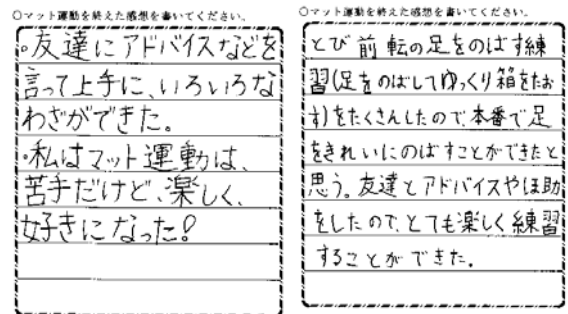 ○マット運動を終えた感想を書いてください。
・友達にアドバイスなどを
言って上手に、いろいろな
わざができた。
・私はマット運動は、
苦手だけど、楽しく、
好きになった!
○マット運動を終えた感想を書いてください。
とび前転の足をのばす練
習(足をのばしてゆっくり箱をたお
す)をたくさんしたので本番で足
をきれいにのばすことができたと
思う。友達とアドバイスやほ助
をしたので、とても楽しく練習
することができた。